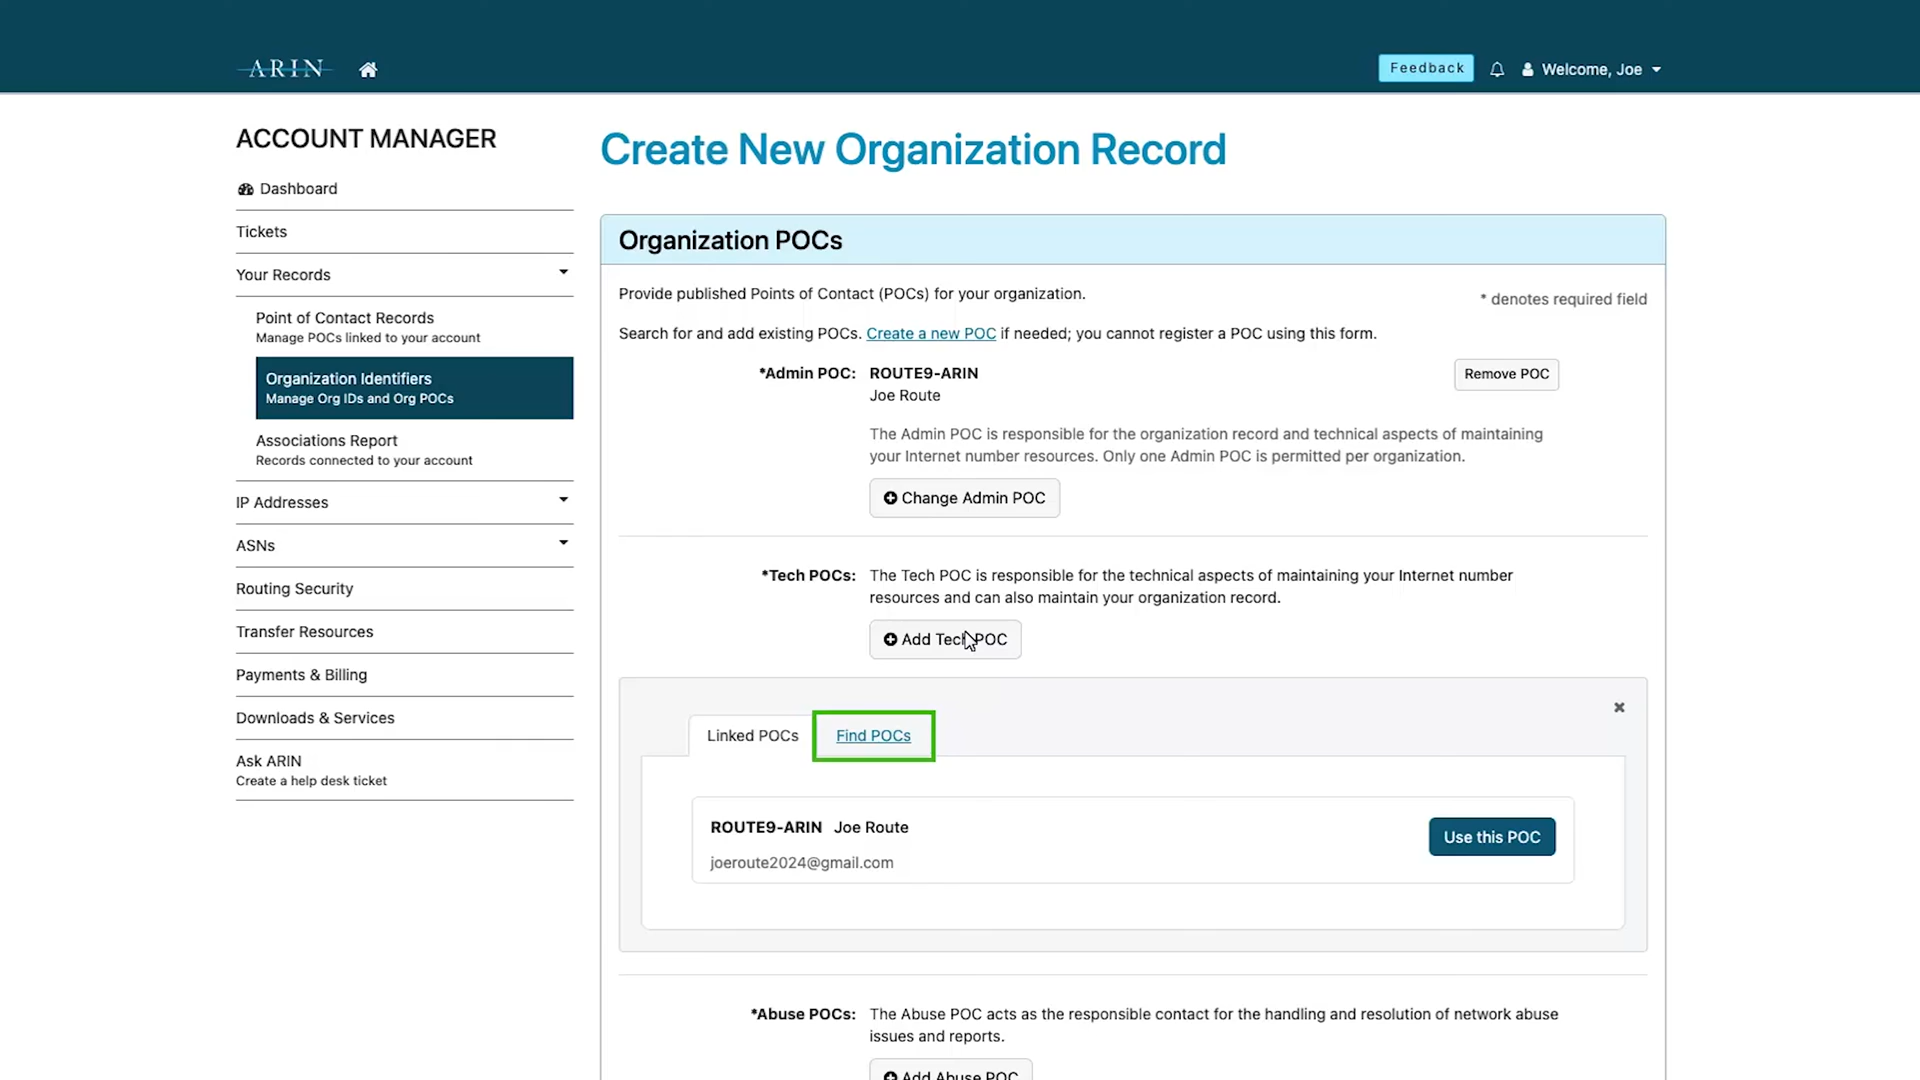 ARIN
Feedback
Welcome, Joe
ACCOUNT MANAGER
Dashboard
Tickets
Your Records
Point of Contact Records
Manage POCs linked to your account
Organization Identifiers
Manage Org IDs and Org POCs
Associations Report
Records connected to your account
IP Addresses
ASNs
Routing Security
Transfer Resources
Payments & Billing
Downloads & Services
Ask ARIN
Create a help desk ticket
Create New Organization Record
Organization POCs
Provide published Points of Contact (POCs) for your organization.
* denotes required field
Search for and add existing POCs. Create a new POC if needed; you cannot register a POC using this form.
*Admin POC: ROUTE9-ARIN
Remove POC
Joe Route
The Admin POC is responsible for the organization record and technical aspects of maintaining
your Internet number resources. Only one Admin POC is permitted per organization.
Change Admin POC
*Tech POCs: The Tech POC is responsible for the technical aspects of maintaining your Internet number
resources and can also maintain your organization record.
Add Tech POC
Linked POCs
Find POCs
ROUTE9-ARIN Joe Route
joeroute2024@gmail.com
Use this POC
*Abuse POCs: The Abuse POC acts as the responsible contact for the handling and resolution of network abuse
issues and reports.
Add Abuse POC